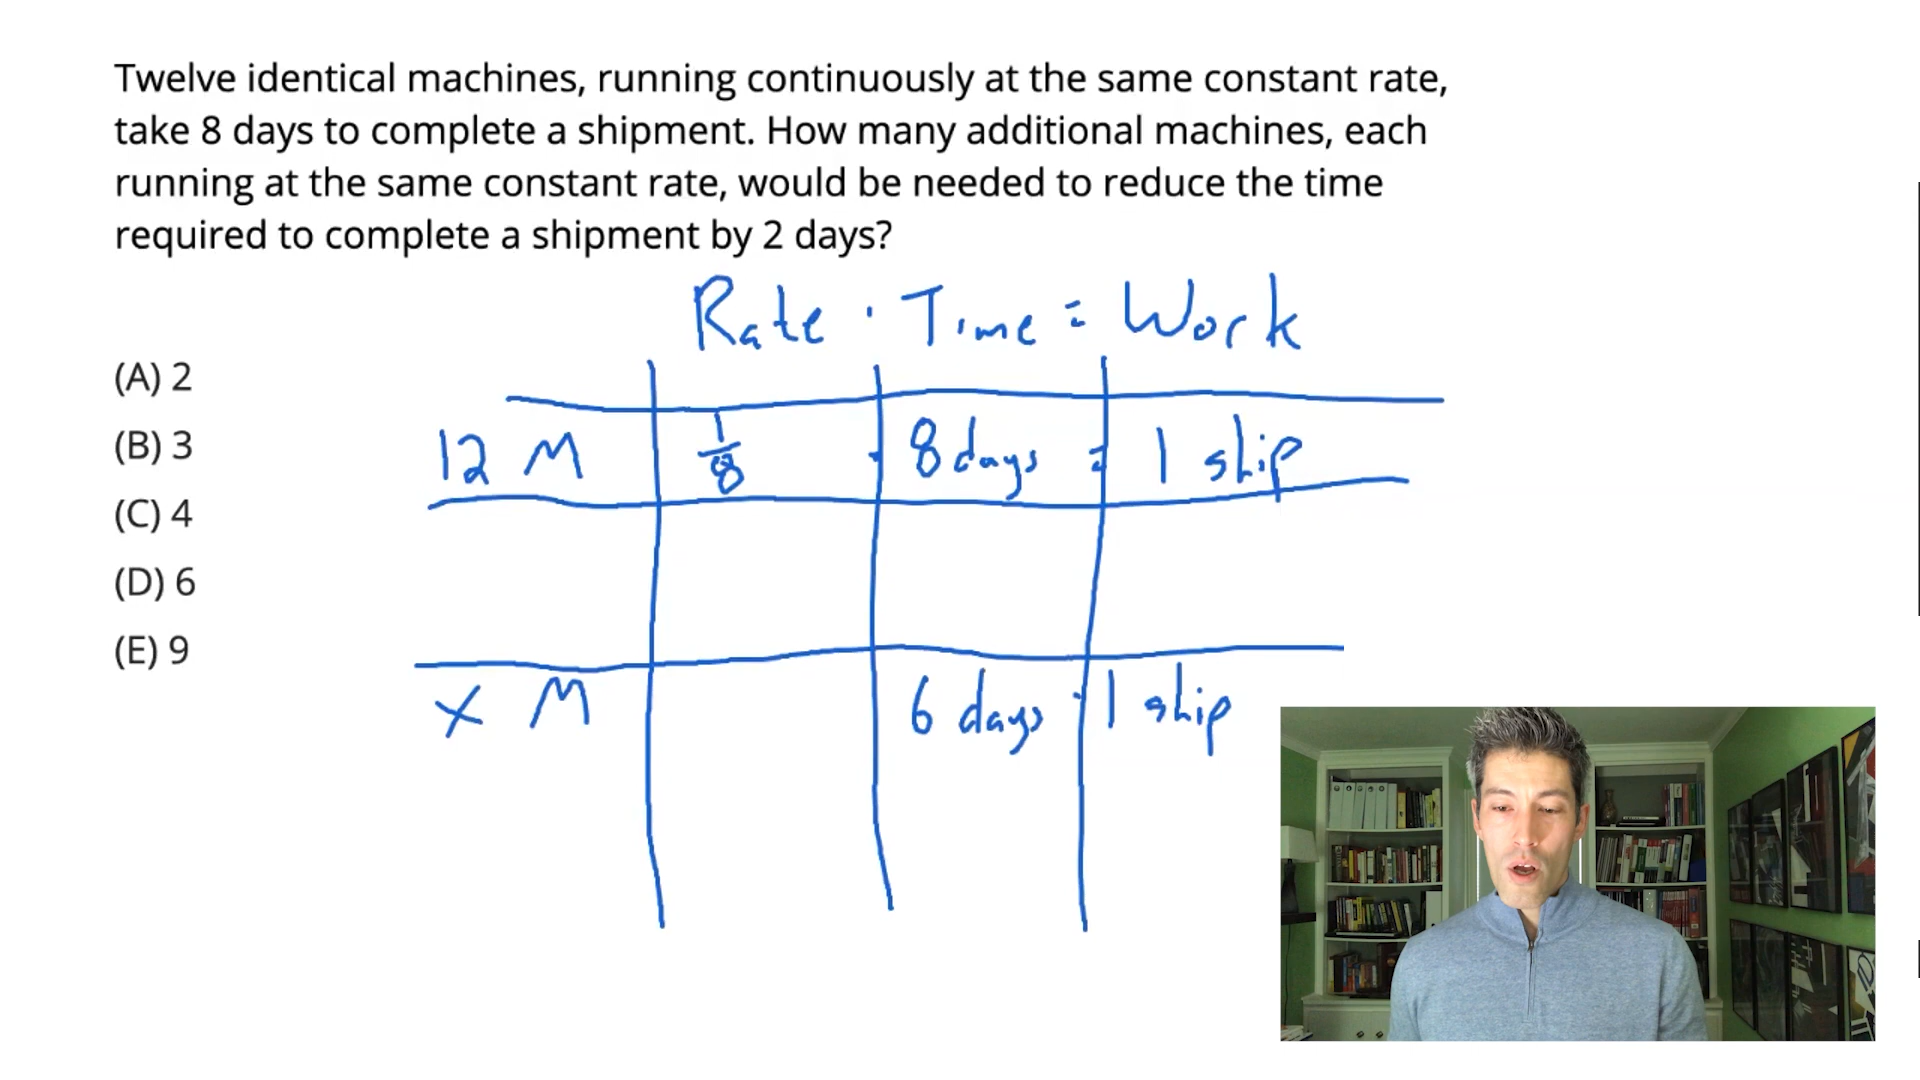 Twelve identical machines, running continuously at the same constant rate,
take 8 days to complete a shipment. How many additional machines, each
running at the same constant rate, would be needed to reduce the time
required to complete a shipment by 2 days?
Rate · Time = Work
(A) 2
(B) 3
(C) 4
(D) 6
(E) 9
12 M 1/8 · 8 days = 1 ship
x M 6 days · 1 ship